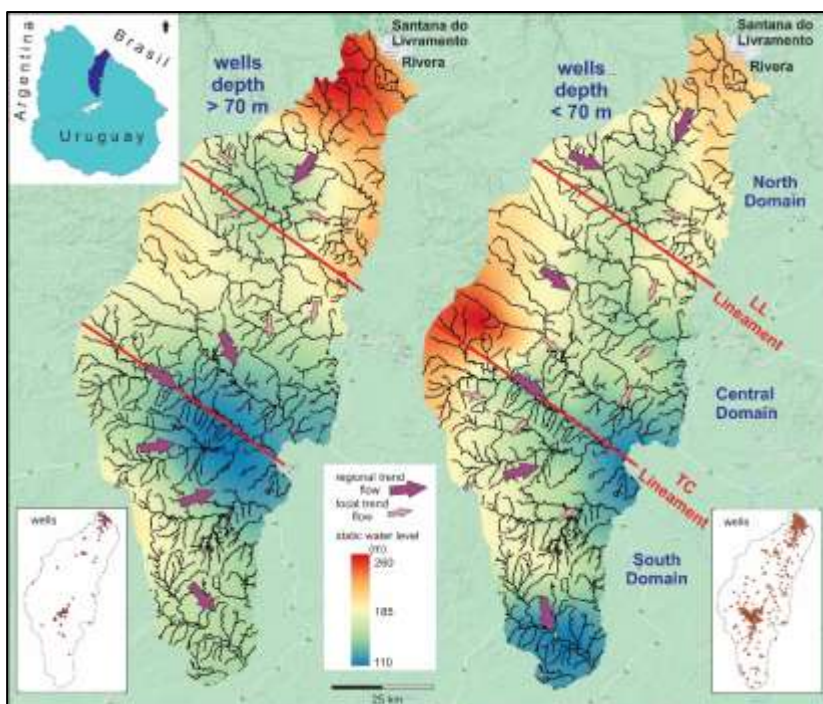 Argentina
Brasil
Uruguay
wells
depth
> 70 m
Santana do
Livramento
Rivera
wells
depth
< 70 m
Santana do
Livramento
Rivera
North
Domain
LL
Lineament
Central
Domain
TC
Lineament
South
Domain
regional trend
flow
local trend
flow
static water level
(m)
260
185
110
25 km
wells
wells